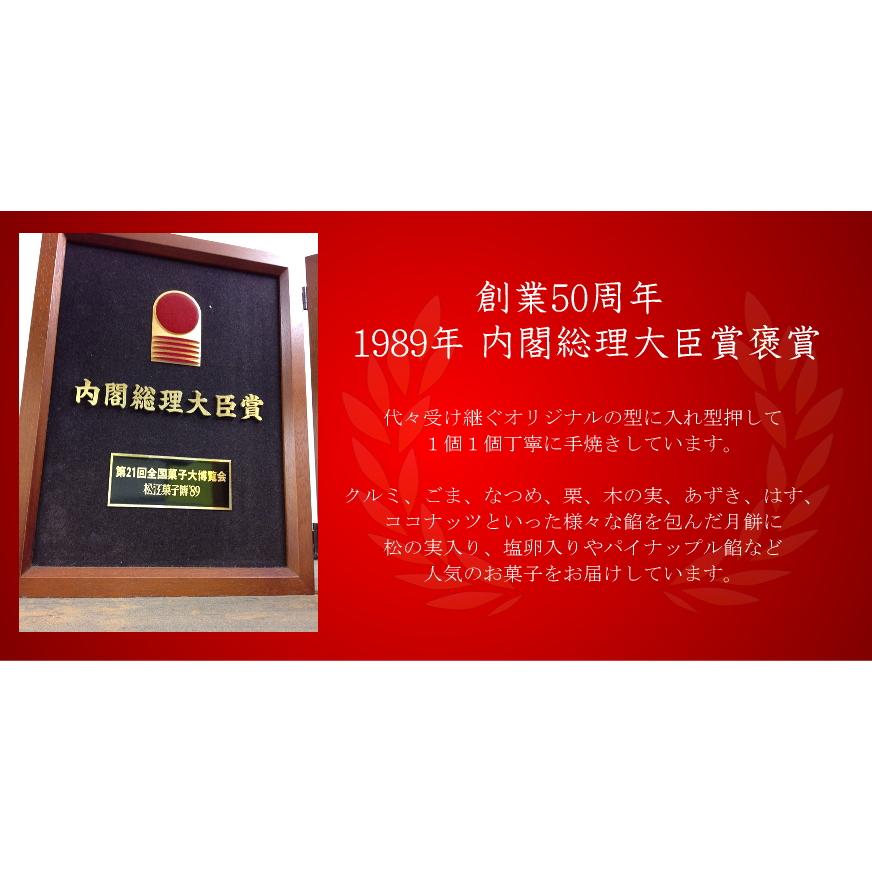 内閣総理大臣賞
第21回全国菓子大博覧会
松江菓子博'89
創業50周年
1989年 内閣総理大臣賞褒賞
代々受け継ぐオリジナルの型に入れ型押して
１個１個丁寧に手焼きしています。
クルミ、ごま、なつめ、栗、木の実、あずき、はす、
ココナッツといった様々な餡を包んだ月餅に
松の実入り、塩卵入りやパイナップル餡など
人気のお菓子をお届けしています。